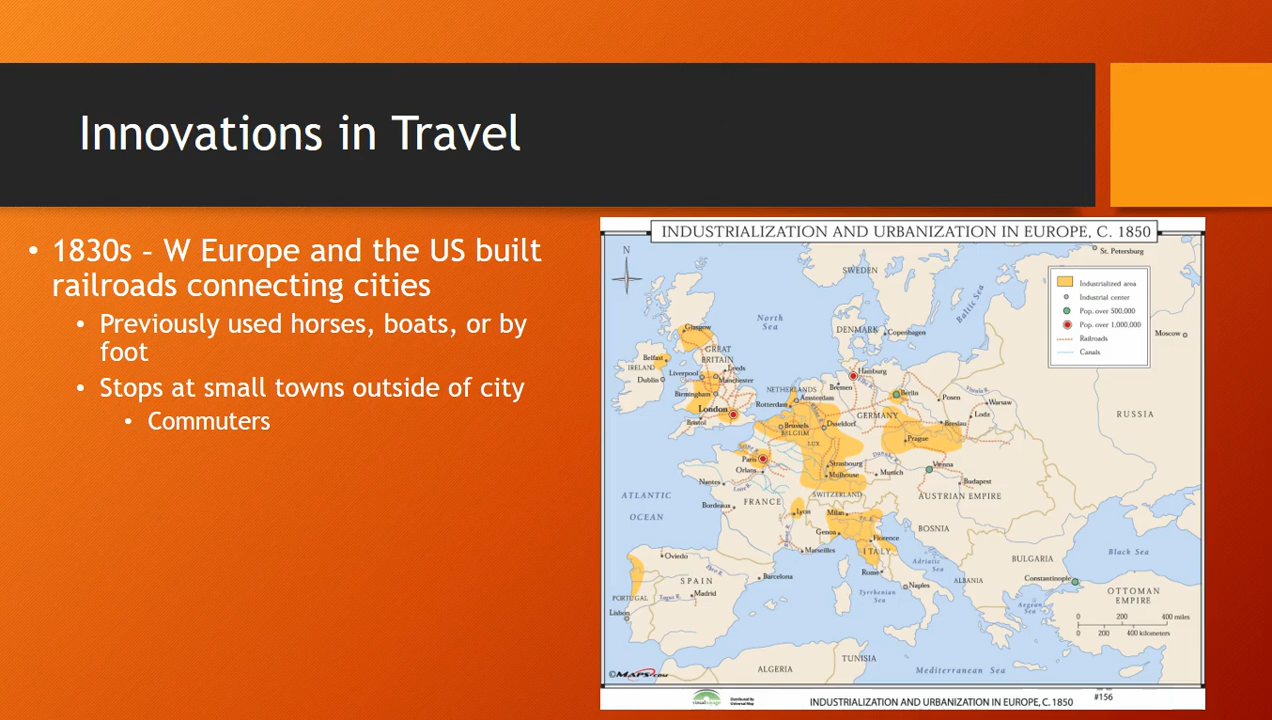 Innovations in Travel
• 1830s – W Europe and the US built
railroads connecting cities
• Previously used horses, boats, or by
foot
• Stops at small towns outside of city
• Commuters
INDUSTRIALIZATION AND URBANIZATION IN EUROPE, C. 1850
N
St. Petersburg
SWEDEN
Industrialized area
Industrial center
Pop. over 500,000
Pop. over 1,000,000
Railroads
Canals
Baltic Sea
North
Sea
DENMARK
Copenhagen
Moscow
Glasgow
GREAT
BRITAIN
Belfast
IRELAND
Dublin
Liverpool
Leeds
Manchester
Birmingham
London
Bristol
Hamburg
Bremen
NETHERLANDS
Amsterdam
Rotterdam
Berlin
Posen
Warsaw
Lodz
GERMANY
RUSSIA
Brussels
BELGIUM
Dsseldorf
Breslau
LUX
Prague
Paris
Orlans
Strasbourg
Mulhouse
Munich
Vienna
Budapest
Nantes
AUSTRIAN EMPIRE
ATLANTIC
OCEAN
FRANCE
SWITZERLAND
Bordeaux
Lyon
Milan
Genoa
BOSNIA
Florence
ITALY
Marseilles
Oviedo
BULGARIA
Black Sea
Adriatic
Sea
Rome
SPAIN
Barcelona
Madrid
PORTUGAL
Tagus R.
Lisbon
Naples
ALBANIA
Constantinople
Aegean
Sea
OTTOMAN
EMPIRE
Tyrrhenian
Sea
0 200 400 miles
0 200 400 kilometers
ALGERIA
TUNISIA
Mediterranean Sea
©MAPS.com
Distributed By
Universal Map
INDUSTRIALIZATION AND URBANIZATION IN EUROPE, C. 1850
#156